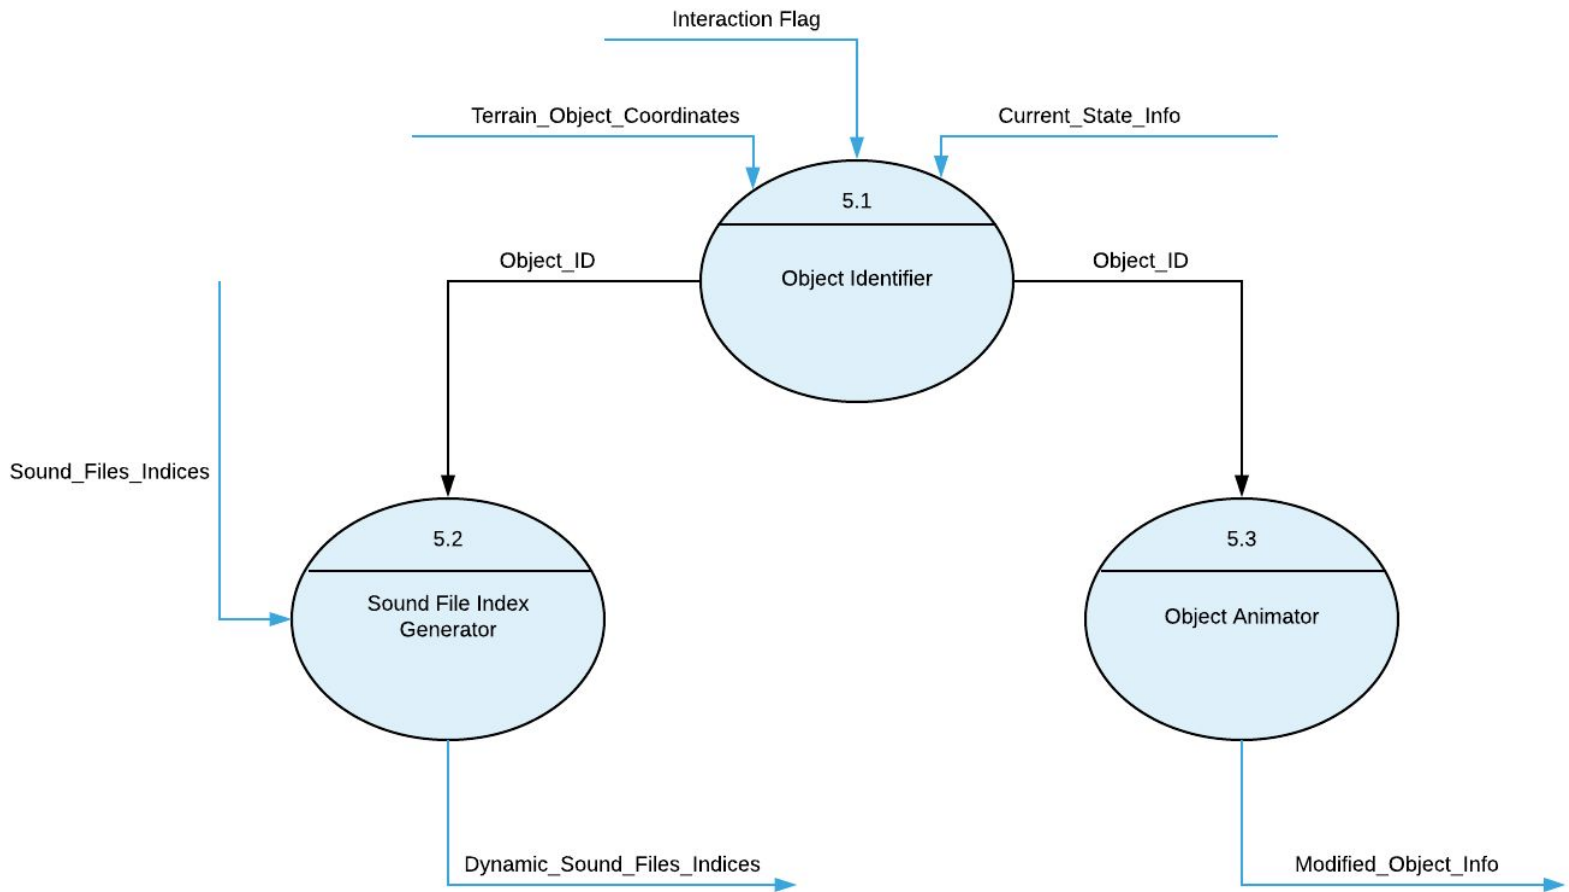 Interaction Flag
Terrain_Object_Coordinates
Current_State_Info
5.1
Object_ID
Object Identifier
Object_ID
Sound_Files_Indices
5.2
Sound File Index
Generator
5.3
Object Animator
Dynamic_Sound_Files_Indices
Modified_Object_Info